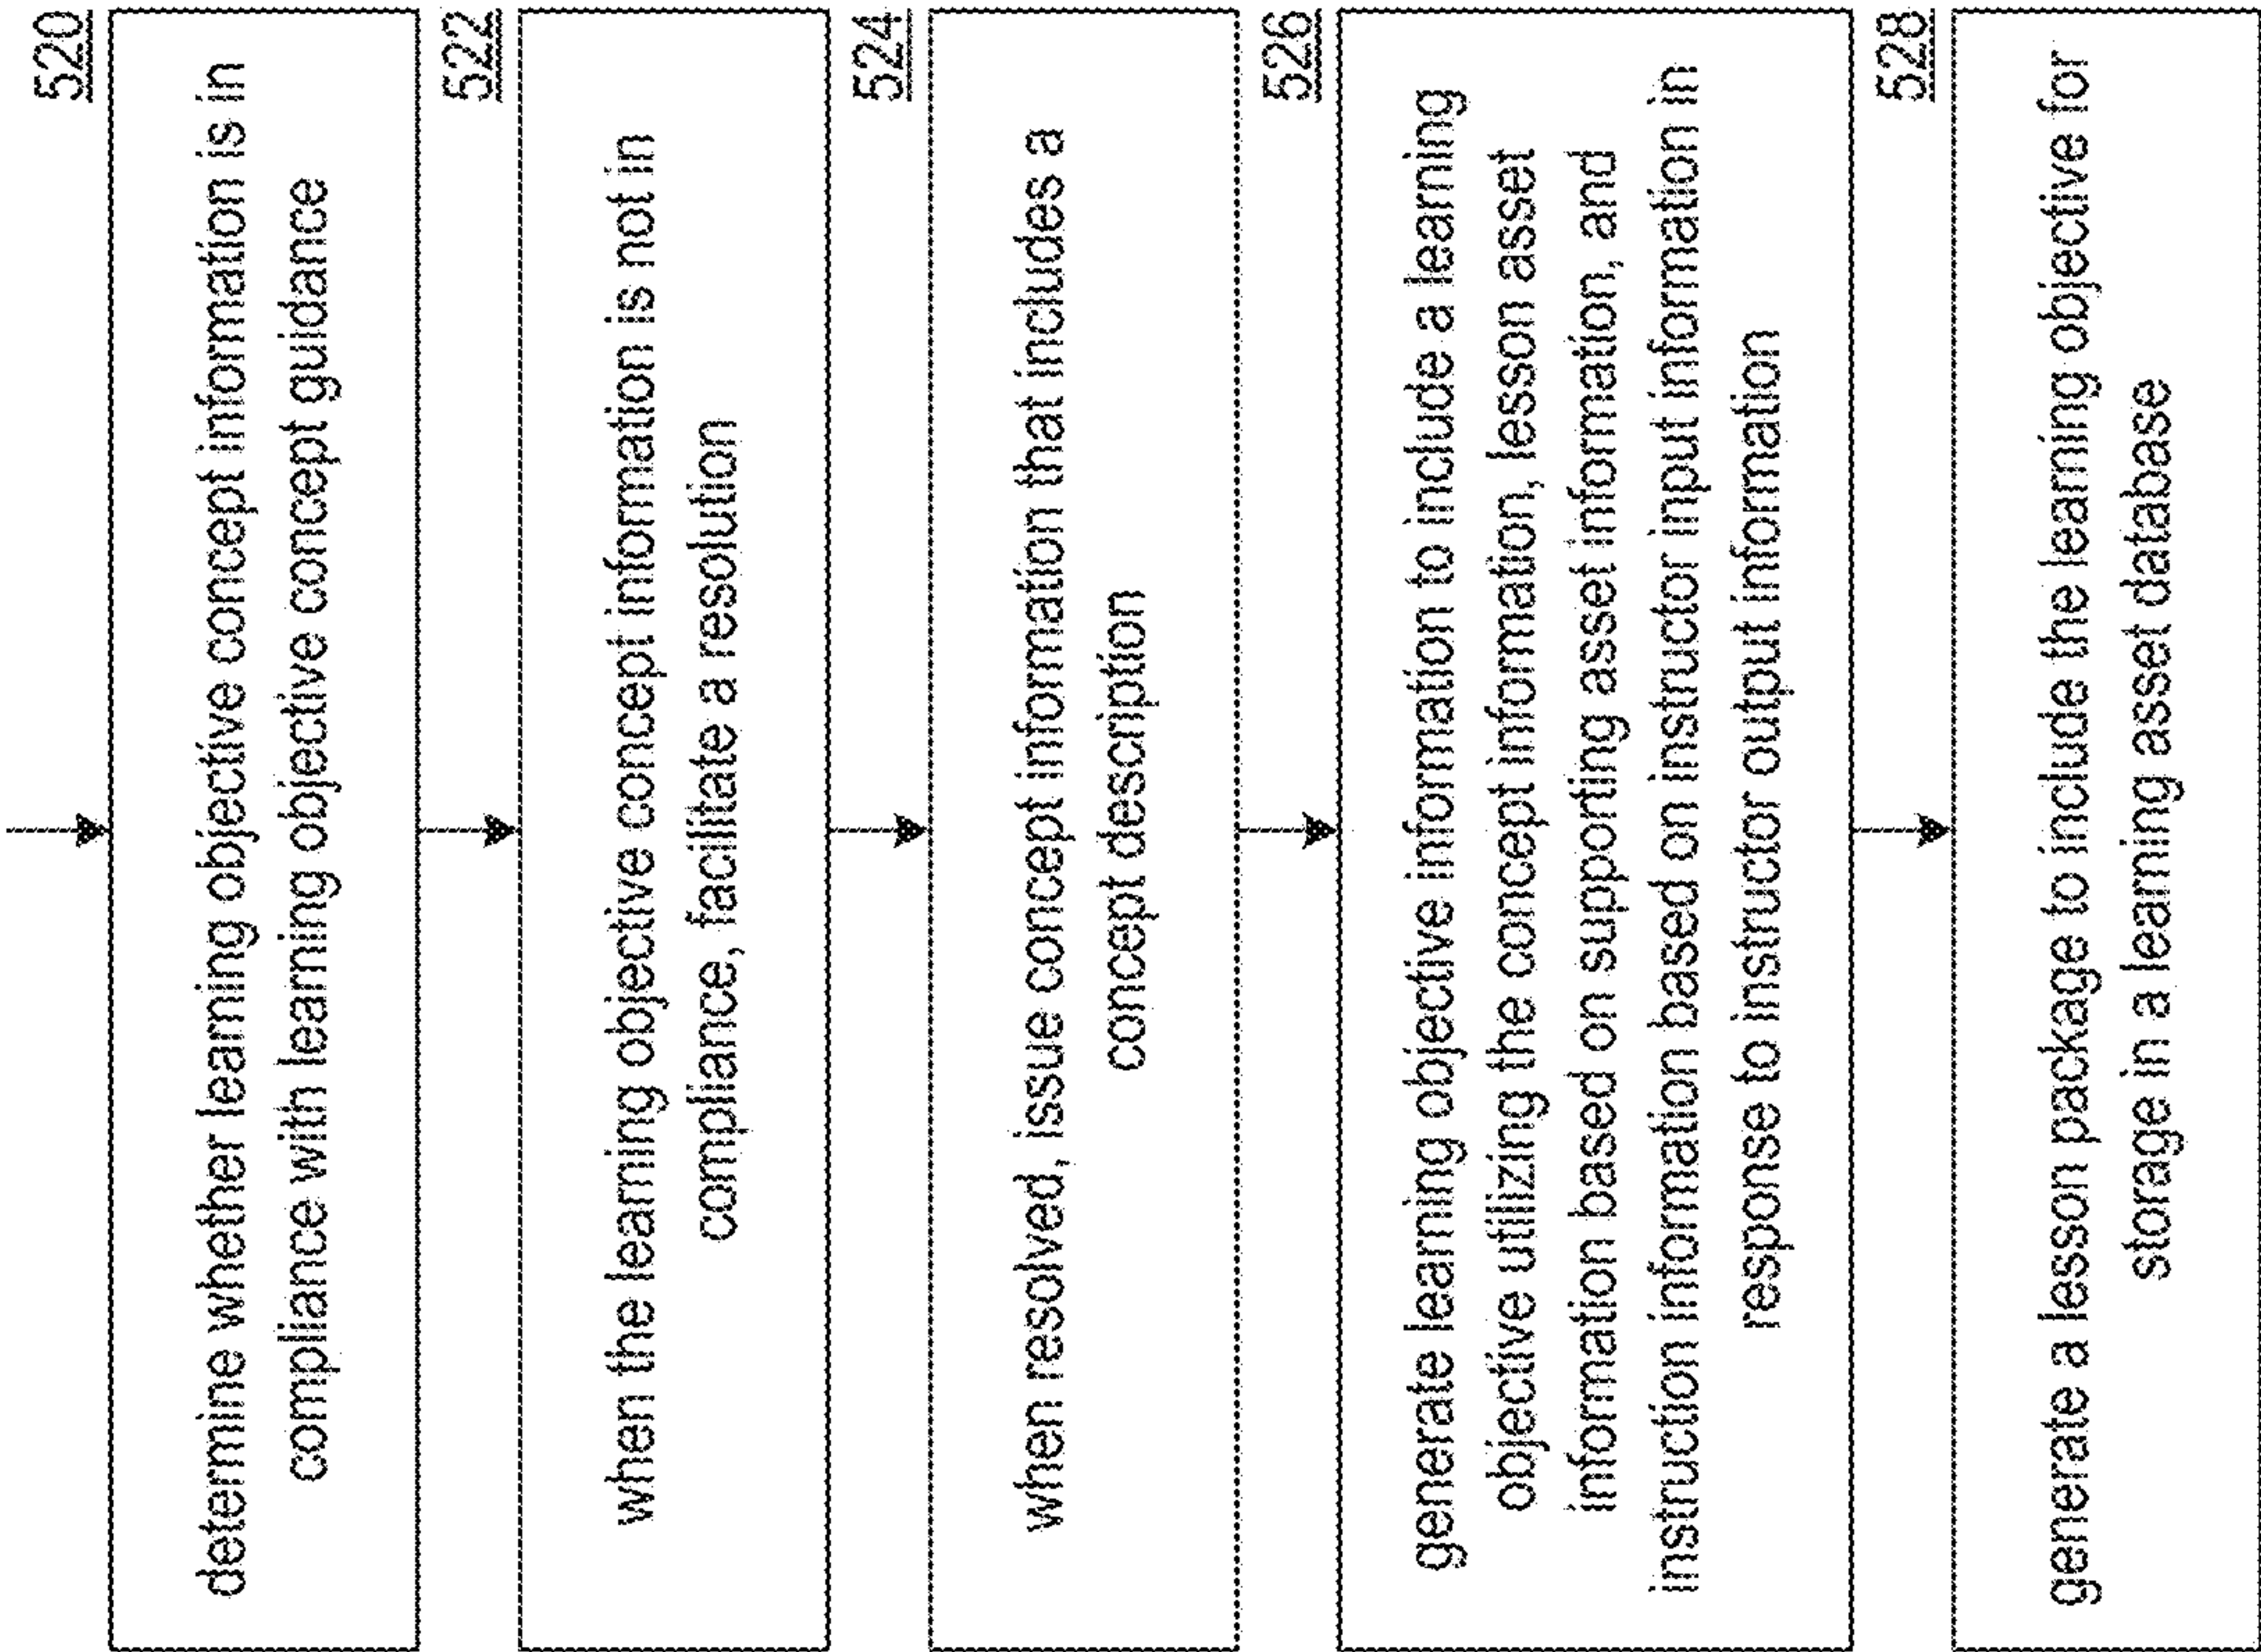 520
determine whether learning objective concept information is in
compliance with learning objective concept guidance
522
when the learning objective concept information is not in
compliance, facilitate a resolution
524
when resolved, issue concept information that includes a
concept description
526
generate learning objective information to include a learning
objective utilizing the concept information, lesson asset
information based on supporting asset information, and
instruction information based on instructor input information in
response to instructor output information
528
generate a lesson package to include the learning objective for
storage in a learning asset database